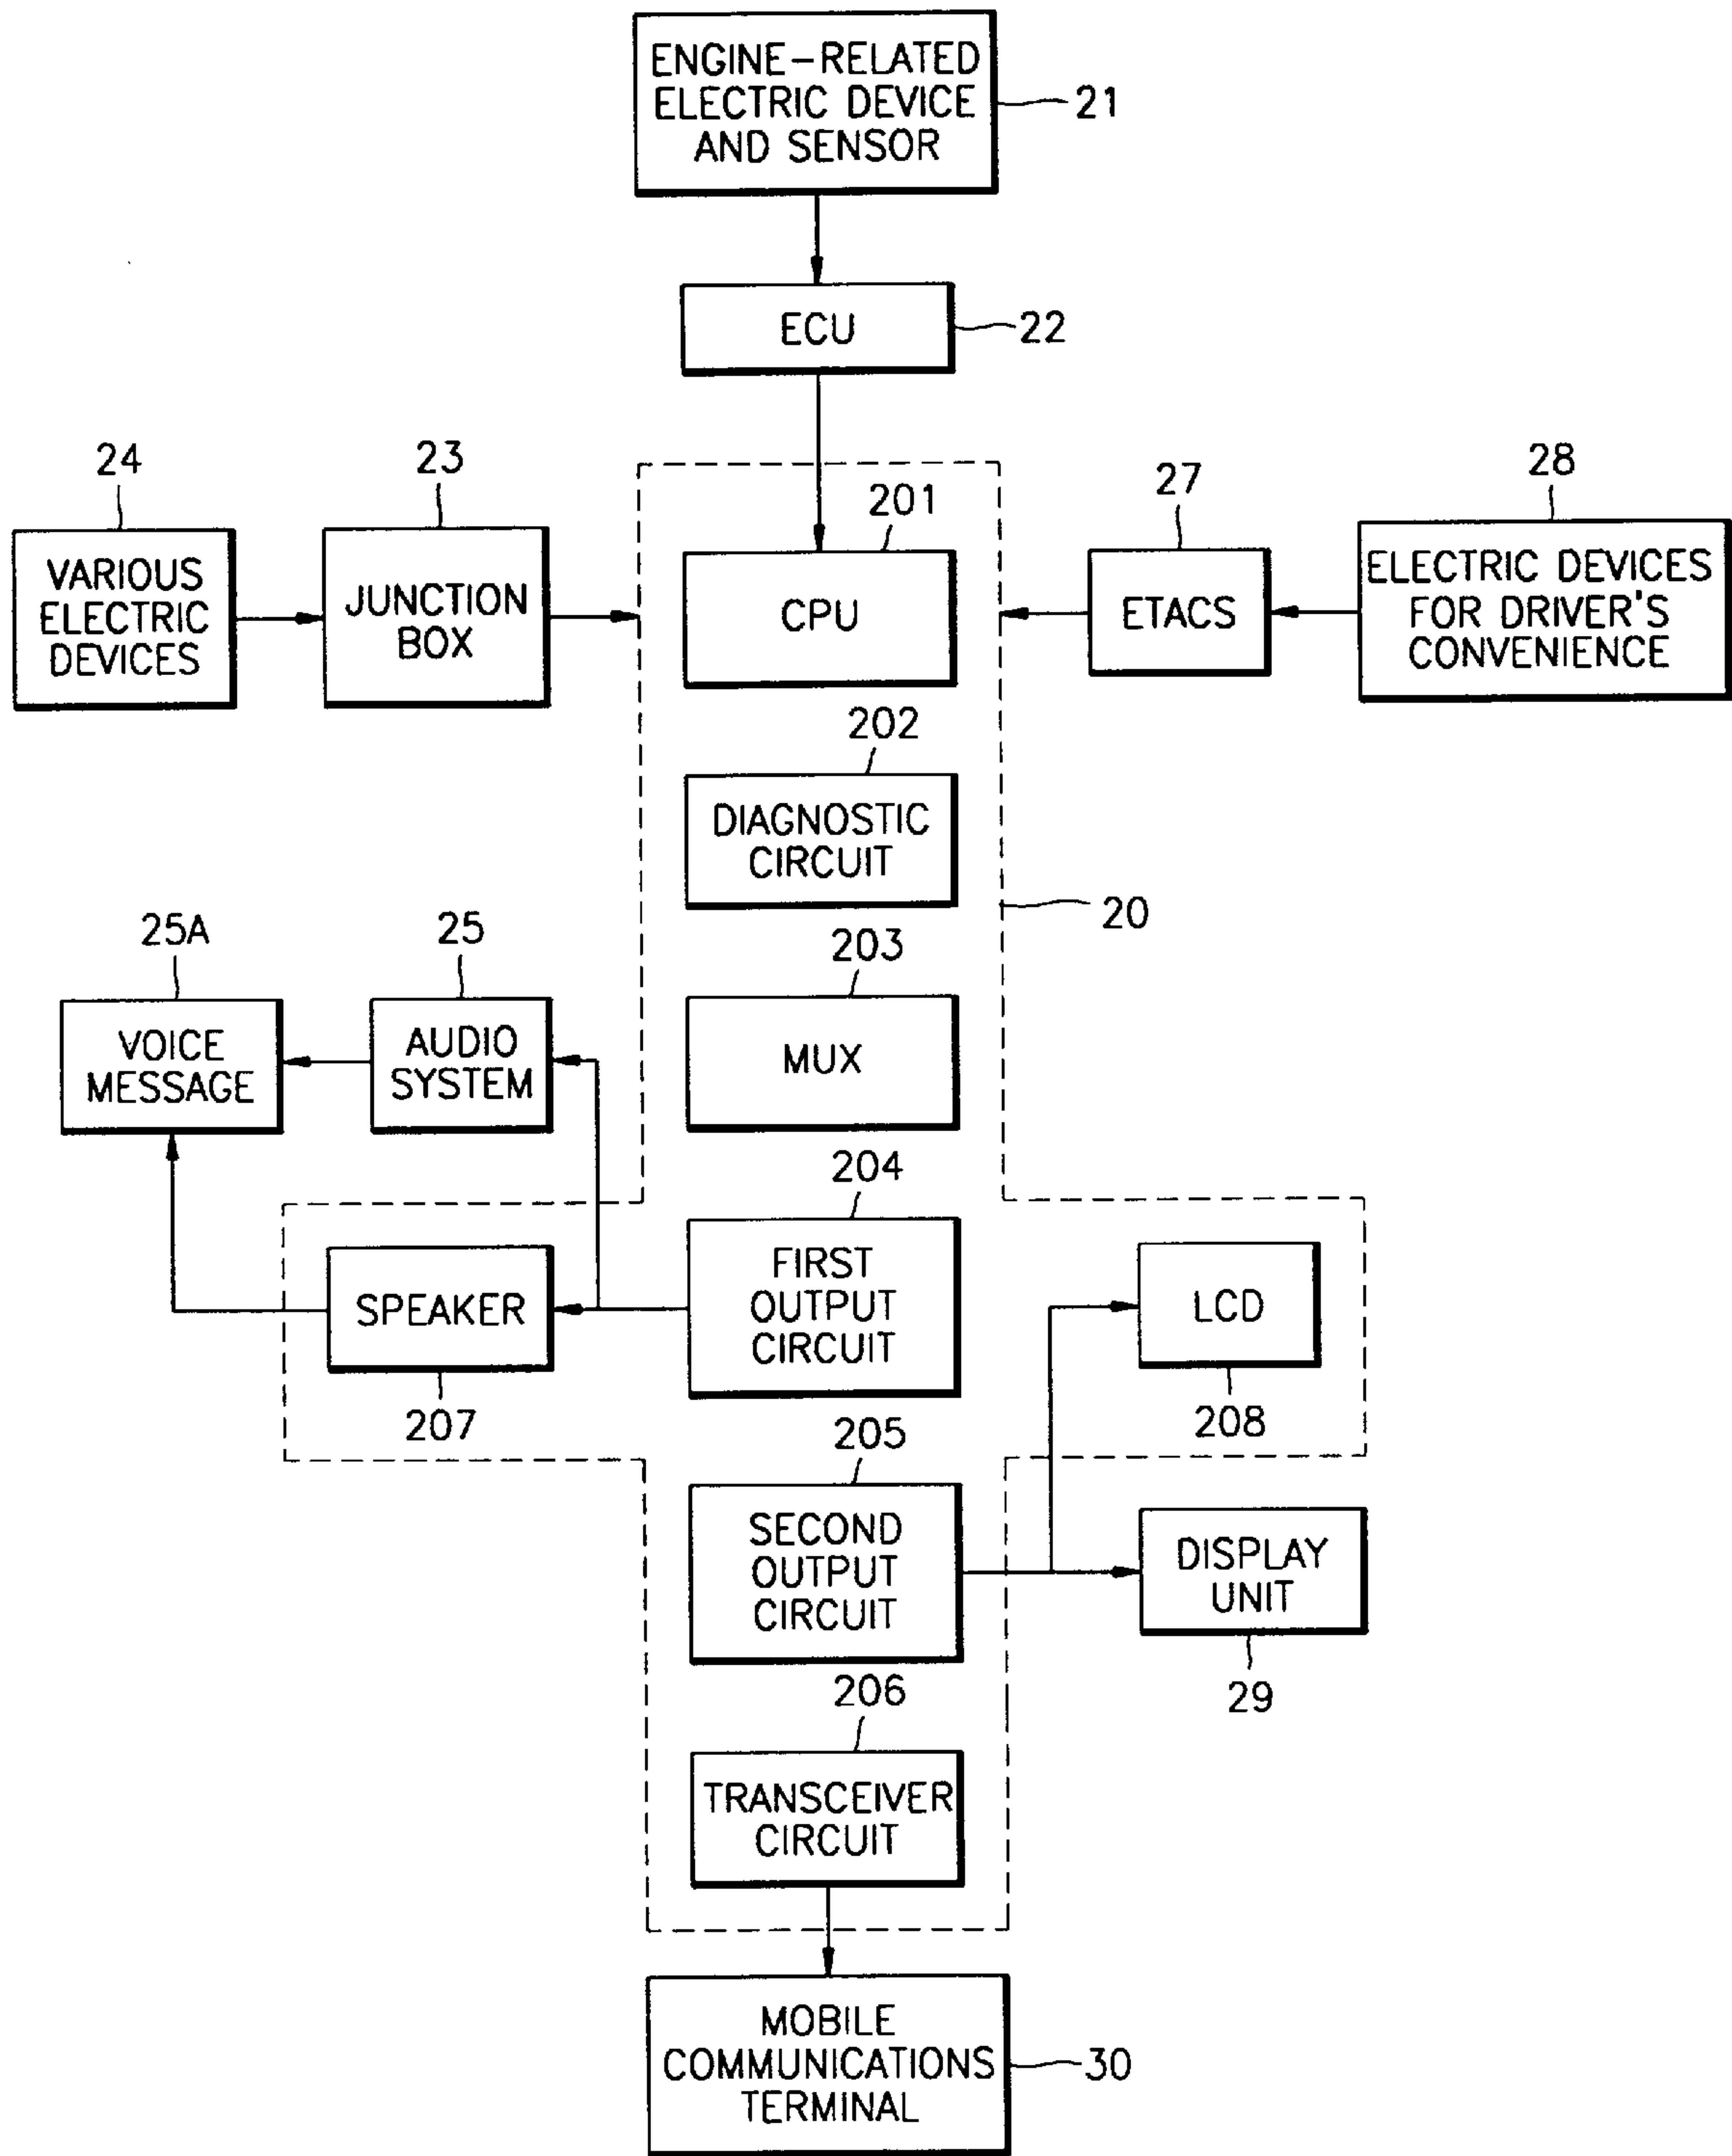 ENGINE-RELATED
ELECTRIC DEVICE
AND SENSOR
21
ECU
22
24
23
201
27
28
VARIOUS
ELECTRIC
DEVICES
JUNCTION
BOX
CPU
ETACS
ELECTRIC DEVICES
FOR DRIVER'S
CONVENIENCE
202
DIAGNOSTIC
CIRCUIT
20
25A
25
203
VOICE
MESSAGE
AUDIO
SYSTEM
MUX
204
SPEAKER
207
FIRST
OUTPUT
CIRCUIT
LCD
208
205
SECOND
OUTPUT
CIRCUIT
DISPLAY
UNIT
29
206
TRANSCEIVER
CIRCUIT
MOBILE
COMMUNICATIONS
TERMINAL
30